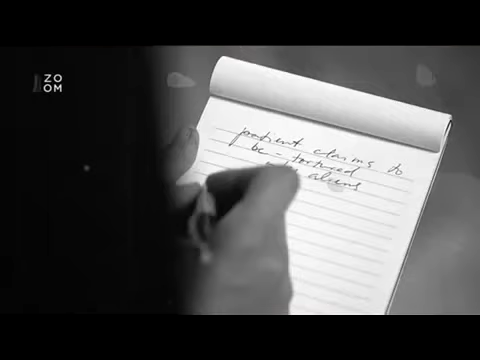 ZO
OM
patient claims to
be - tortured
aliens